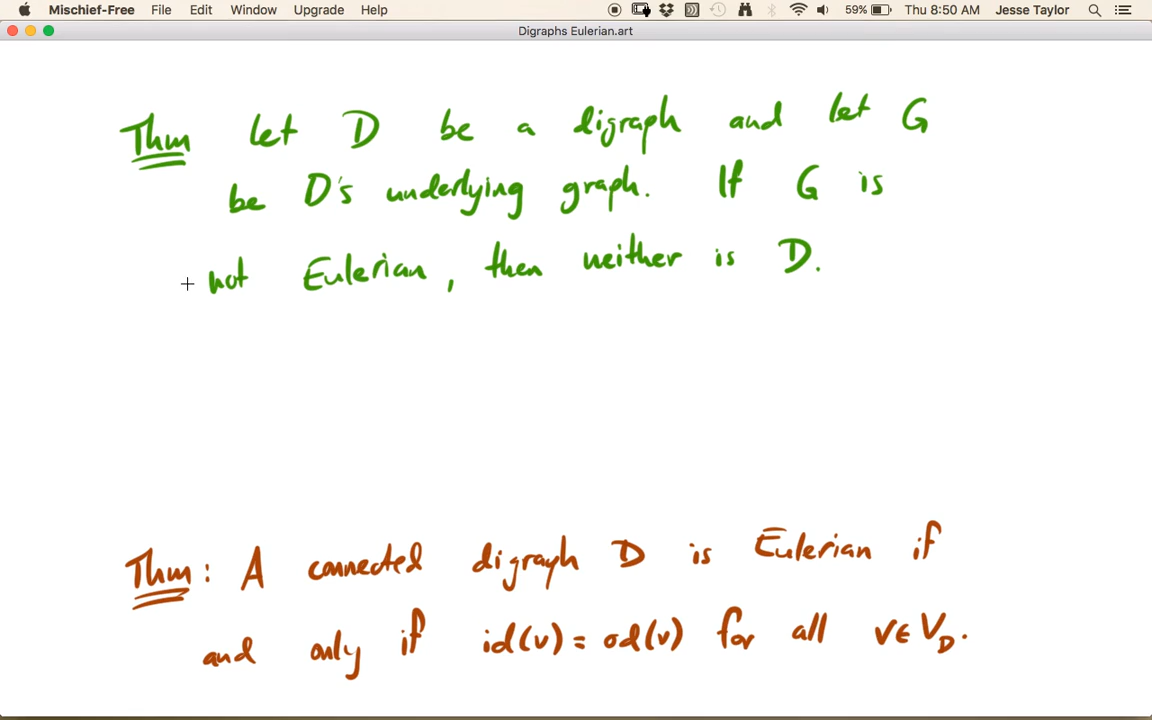 Mischief-Free File Edit Window Upgrade Help 59% Thu 8:50 AM Jesse Taylor
Digraphs Eulerian.art
Thm let D be a digraph and let G
be D's underlying graph. If G is
not Eulerian, then neither is D.
Thm: A connected digraph D is Eulerian if
and only if id(v) = od(v) for all v∈V_D.